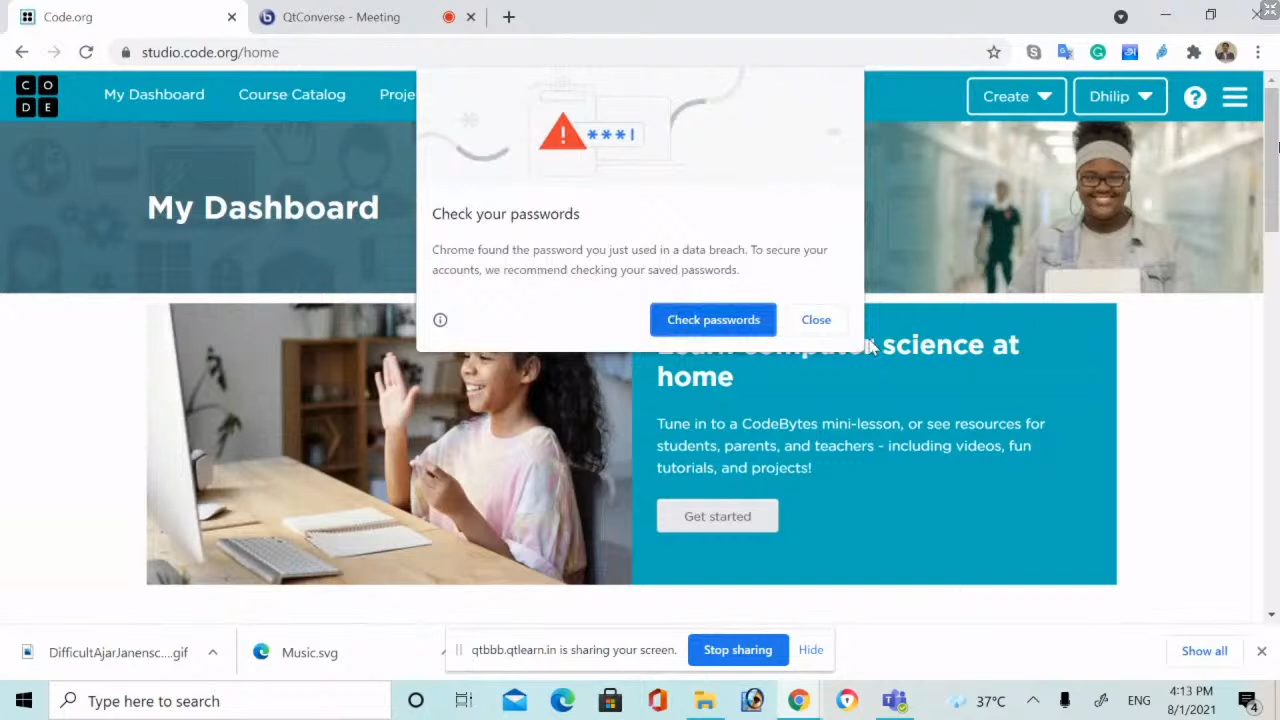 Code.org
QtConverse - Meeting
studio.code.org/home
C O
D E
My Dashboard
Course Catalog
Proje
Create
Dhilip
?
***
Check your passwords
Chrome found the password you just used in a data breach. To secure your
accounts, we recommend checking your saved passwords.
Check passwords
Close
My Dashboard
science at
home
Tune in to a CodeBytes mini-lesson, or see resources for
students, parents, and teachers - including videos, fun
tutorials, and projects!
Get started
DifficultAjarJanensc....gif
Music.svg
qtbbb.qtlearn.in is sharing your screen.
Stop sharing
Hide
Show all
Type here to search
37°C
ENG
4:13 PM
8/1/2021
4